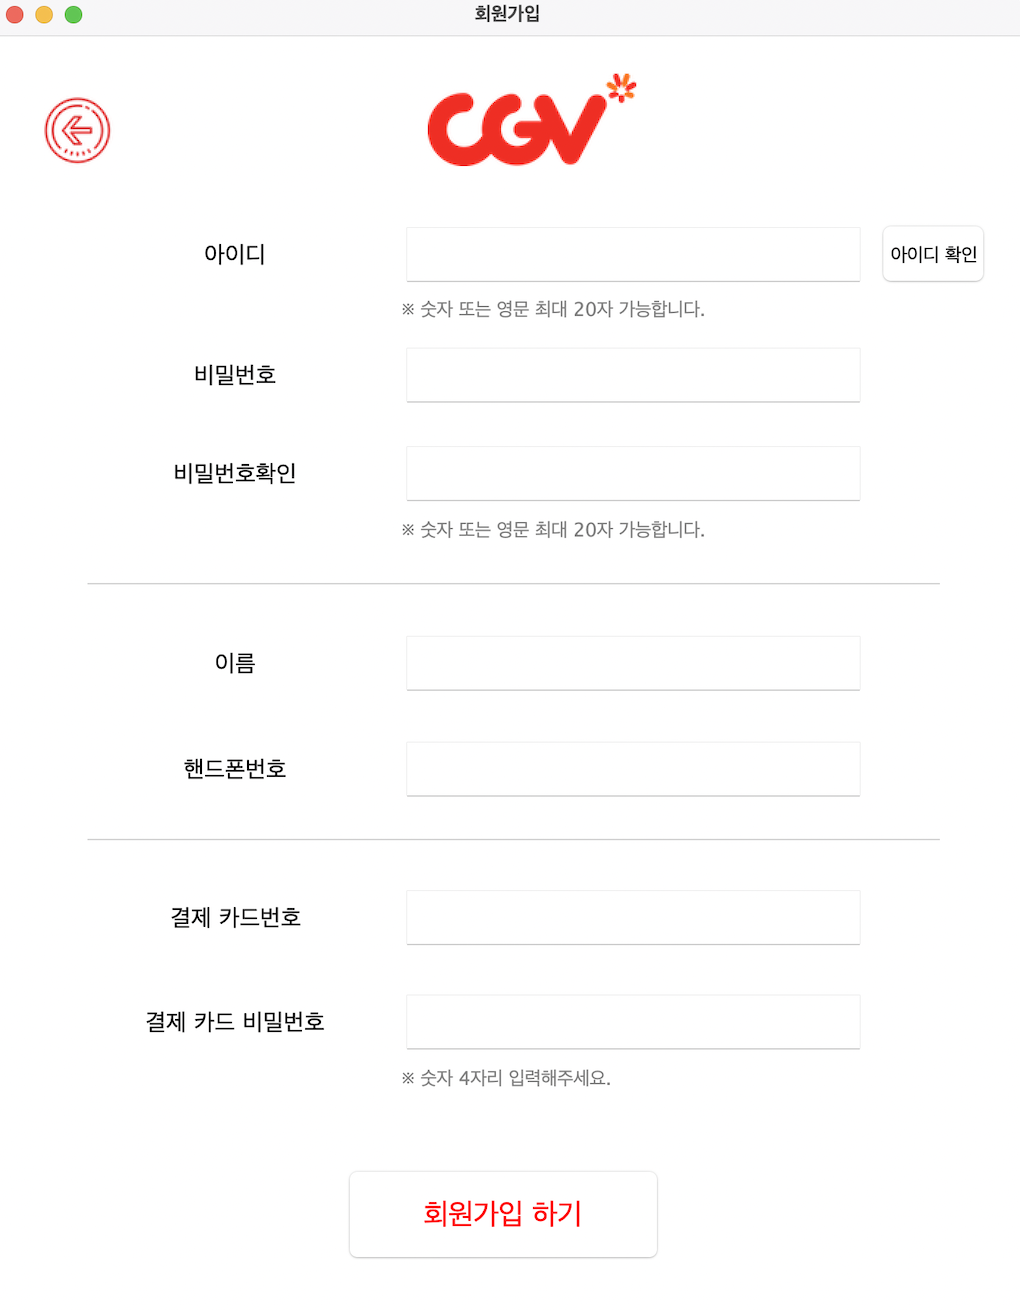 회원가입
CGV
아이디
아이디 확인
※ 숫자 또는 영문 최대 20자 가능합니다.
비밀번호
비밀번호확인
※ 숫자 또는 영문 최대 20자 가능합니다.
이름
핸드폰번호
결제 카드번호
결제 카드 비밀번호
※ 숫자 4자리 입력해주세요.
회원가입 하기